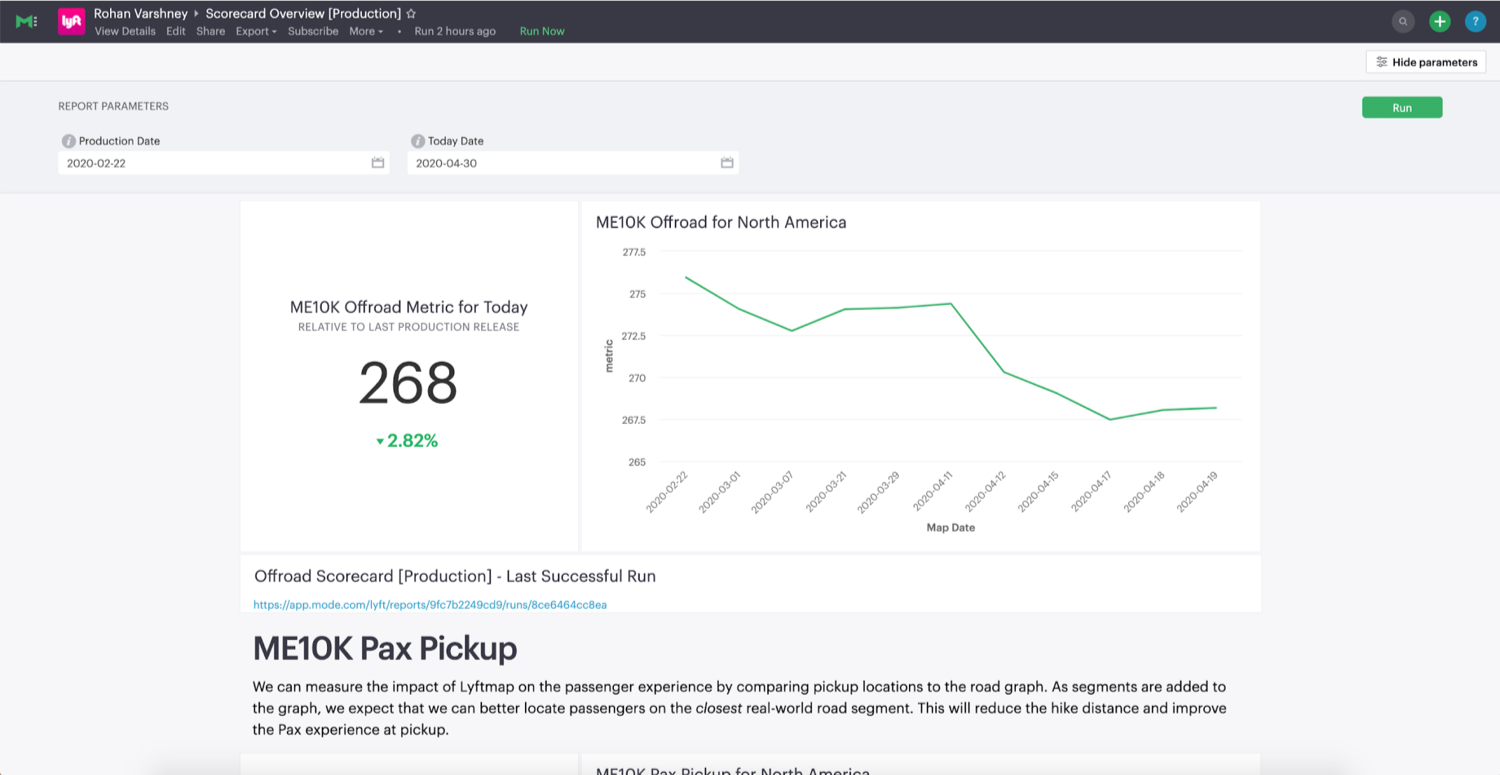 M:
lyft
Rohan Varshney
Scorecard Overview [Production]
View Details
Edit
Share
Export
Subscribe
More
Run 2 hours ago
Run Now
?
Hide parameters
REPORT PARAMETERS
Run
Production Date
Today Date
2020-02-22
2020-04-30
ME10K Offroad Metric for Today
RELATIVE TO LAST PRODUCTION RELEASE
268
2.82%
ME10K Offroad for North America
277.5
275
272.5
270
267.5
265
metric
2020-02-22
2020-03-01
2020-03-07
2020-03-21
2020-03-29
2020-04-11
2020-04-12
2020-04-15
2020-04-17
2020-04-18
2020-04-19
Map Date
Offroad Scorecard [Production] - Last Successful Run
https://app.mode.com/lyft/reports/9fc7b2249cd9/runs/8ce6464cc8ea
ME10K Pax Pickup
We can measure the impact of Lyftmap on the passenger experience by comparing pickup locations to the road graph. As segments are added to
the graph, we expect that we can better locate passengers on the closest real-world road segment. This will reduce the hike distance and improve
the Pax experience at pickup.
ME10K Pax Pickup for North America